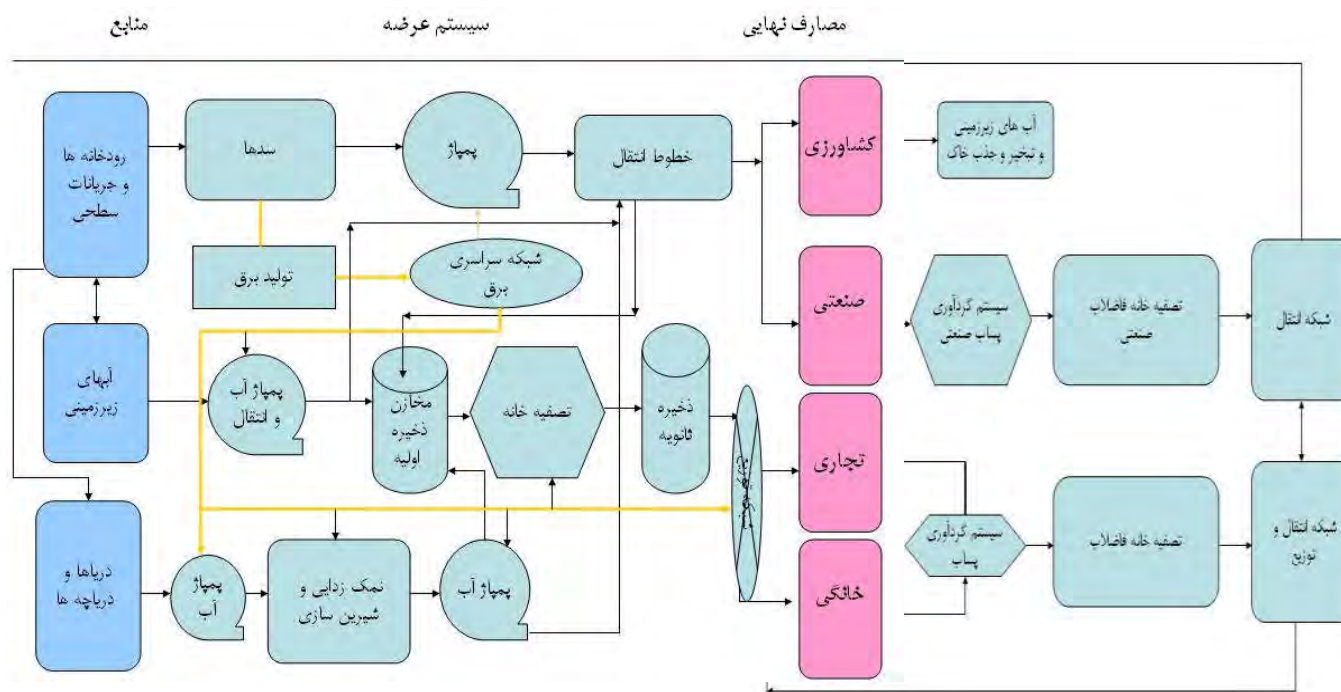 منابع
سیستم عرضه
مصارف نهایی
رودخانه ها
و جریانات
سطحی
سدها
پمپاژ
خطوط انتقال
کشاورزی
آب های زیرزمینی
و تبخیر و جذب خاک
تولید برق
شبکه سراسری
برق
صنعتی
سیستم گردآوری
پساب صنعتی
تصفیه خانه فاضلاب
صنعتی
شبکه انتقال
آبهای
زیرزمینی
پمپاژ آب
و انتقال
مخازن
ذخیره
اولیه
تصفیه خانه
ذخیره
ثانویه
شبکه توزیع
تجاری
سیستم گردآوری
پساب
تصفیه خانه فاضلاب
شبکه انتقال و
توزیع
دریاها و
دریاچه ها
پمپاژ
آب
نمک زدایی و
شیرین سازی
پمپاژ آب
خانگی